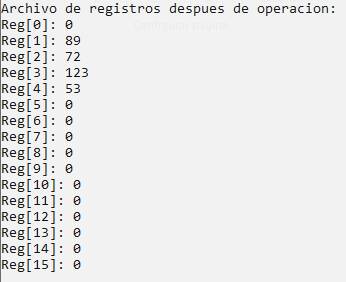 Archivo de registros despues de operacion:
Reg[0]: 0
Reg[1]: 89
Reg[2]: 72
Reg[3]: 123
Reg[4]: 53
Reg[5]: 0
Reg[6]: 0
Reg[7]: 0
Reg[8]: 0
Reg[9]: 0
Reg[10]: 0
Reg[11]: 0
Reg[12]: 0
Reg[13]: 0
Reg[14]: 0
Reg[15]: 0